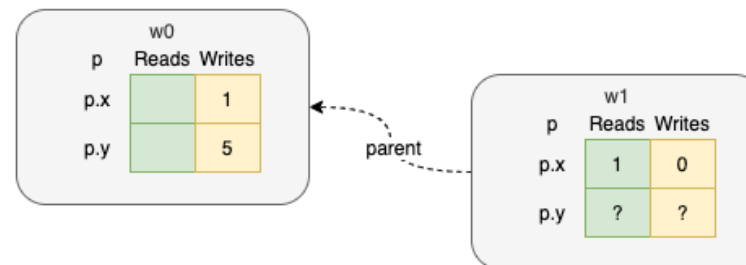 w0
p Reads Writes
p.x 1
p.y 5
parent
w1
p Reads Writes
p.x 1 0
p.y ? ?